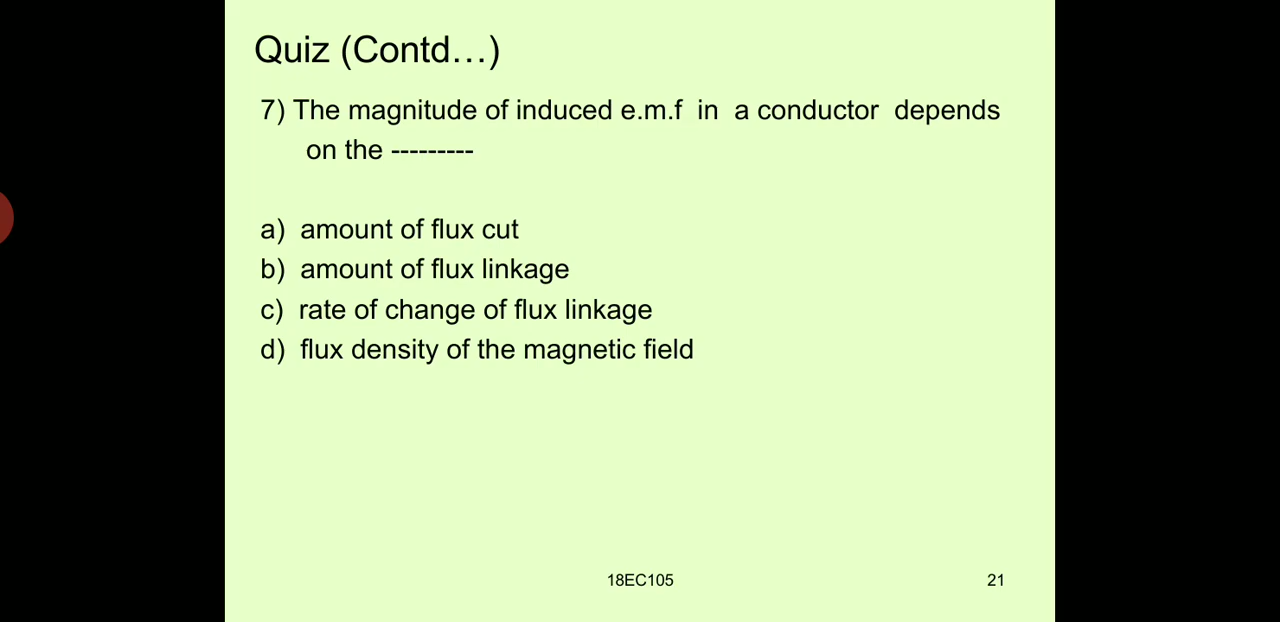 Quiz (Contd…)
7) The magnitude of induced e.m.f in a conductor depends
on the ---------
a) amount of flux cut
b) amount of flux linkage
c) rate of change of flux linkage
d) flux density of the magnetic field
18EC105
21